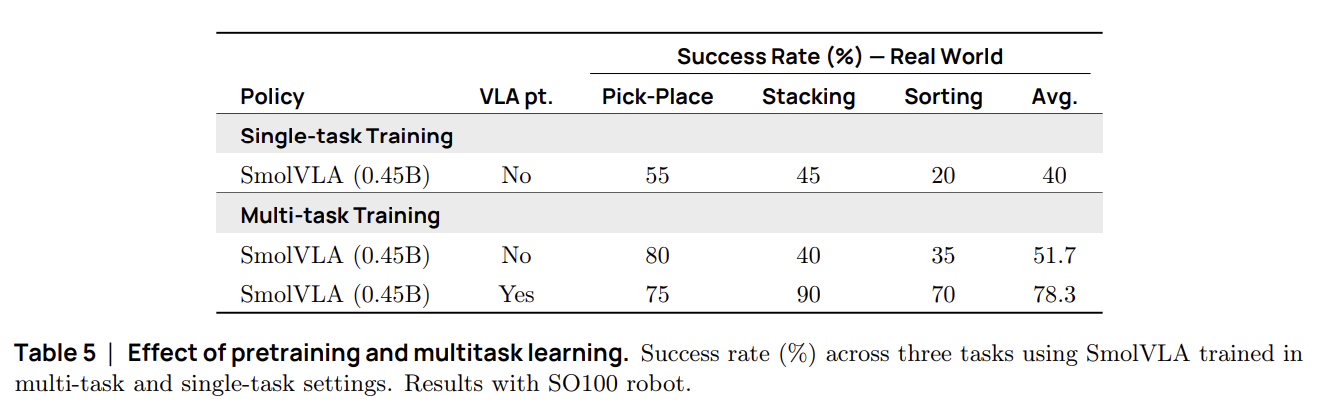 Success Rate (%) — Real World
Policy VLA pt. Pick-Place Stacking Sorting Avg.
Single-task Training
SmolVLA (0.45B) No 55 45 20 40
Multi-task Training
SmolVLA (0.45B) No 80 40 35 51.7
SmolVLA (0.45B) Yes 75 90 70 78.3
Table 5 | Effect of pretraining and multitask learning. Success rate (%) across three tasks using SmolVLA trained in
multi-task and single-task settings. Results with SO100 robot.